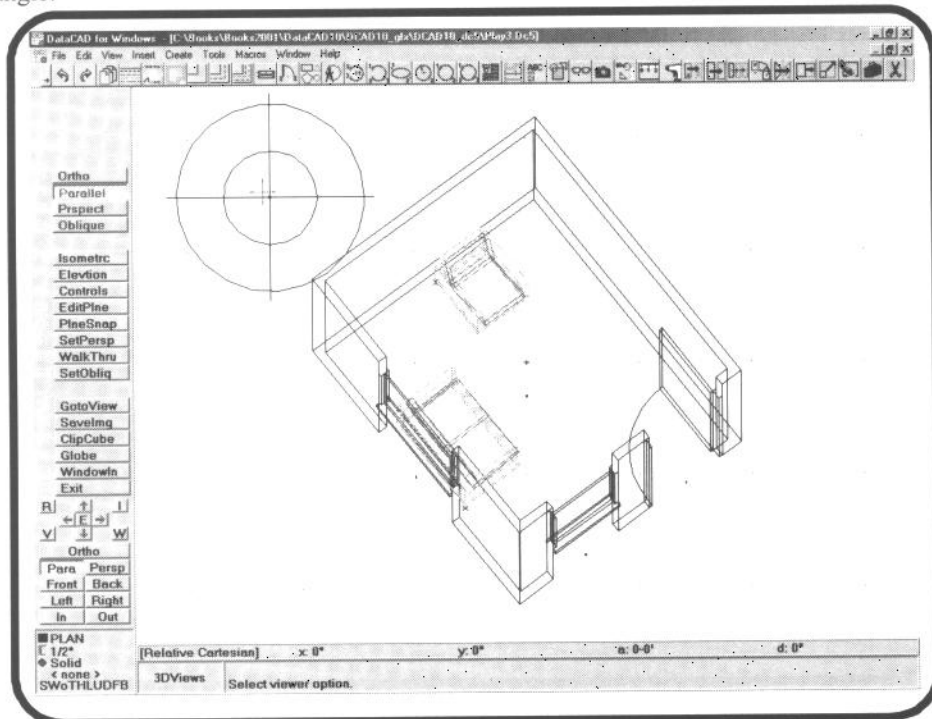 DataCAD for Windows - [C:\Books\Books2001\DataCAD10\DCAD10_gfx\DCAD10_dc5\Play3.Dc5]
File Edit View Insert Create Tools Macros Window Help
Ortho
Parallel
Prspect
Oblique
Isometrc
Elevtion
Controls
EditPlne
PlneSnap
SetPersp
WalkThru
SetObliq
GotoView
SaveImg
ClipCube
Globe
WindowIn
Exit
R I
E
V W
Ortho
Para Persp
Front Back
Left Right
In Out
PLAN
1/2"
Solid
< none >
SWoTHLUDFB
[Relative Cartesian] x: 0" y: 0" a: 0-0' d: 0"
3DViews
Select viewer option.